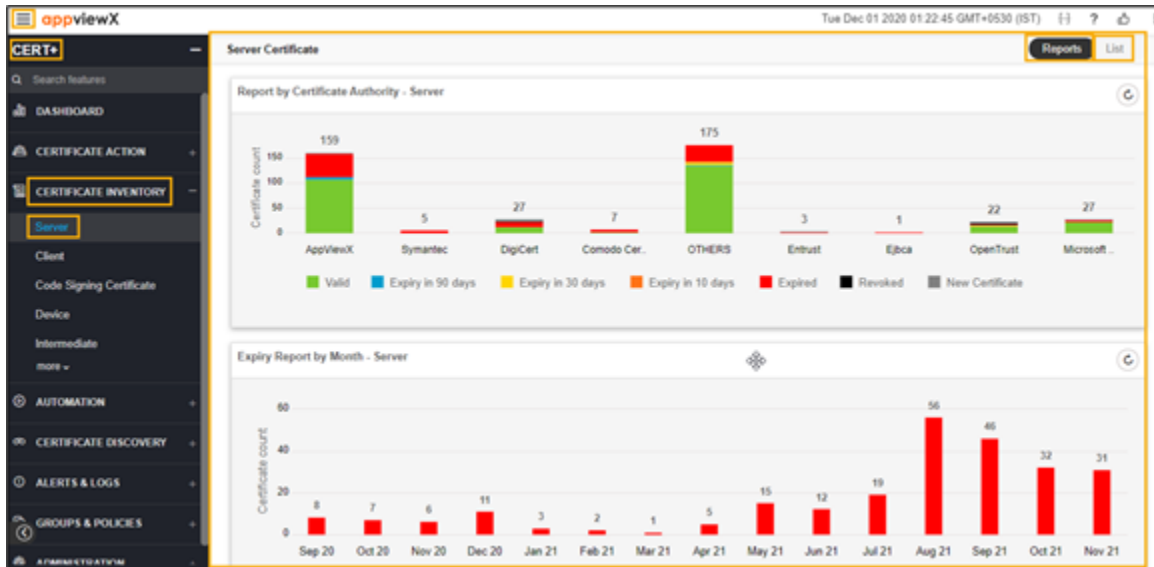 appviewX
Tue Dec 01 2020 01:22:45 GMT+0530 (IST) ?
CERT+
Search features
DASHBOARD
CERTIFICATE ACTION +
CERTIFICATE INVENTORY -
Server
Client
Code Signing Certificate
Device
Intermediate
more
AUTOMATION +
CERTIFICATE DISCOVERY +
ALERTS & LOGS +
GROUPS & POLICIES +
ADMINISTRATION
Server Certificate
Reports List
Report by Certificate Authority - Server
Certificate count
150
100
50
0
159 5 27 7 175 3 1 22 27
AppViewX Symantec DigiCert Comodo Cer.. OTHERS Entrust Ejbca OpenTrust Microsoft ..
Valid Expiry in 90 days Expiry in 30 days Expiry in 10 days Expired Revoked New Certificate
Expiry Report by Month - Server
Certificate count
60
40
20
0
8 7 6 11 3 2 1 5 15 12 19 56 46 32 31
Sep 20 Oct 20 Nov 20 Dec 20 Jan 21 Feb 21 Mar 21 Apr 21 May 21 Jun 21 Jul 21 Aug 21 Sep 21 Oct 21 Nov 21